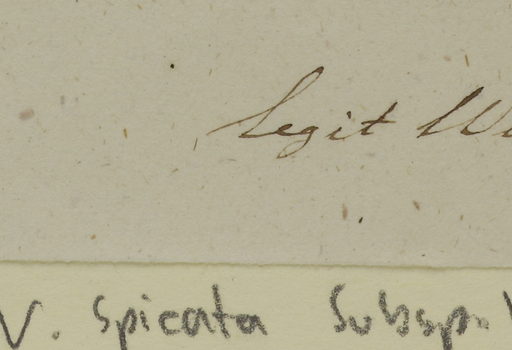 Legit
V. Spicata Subsp.